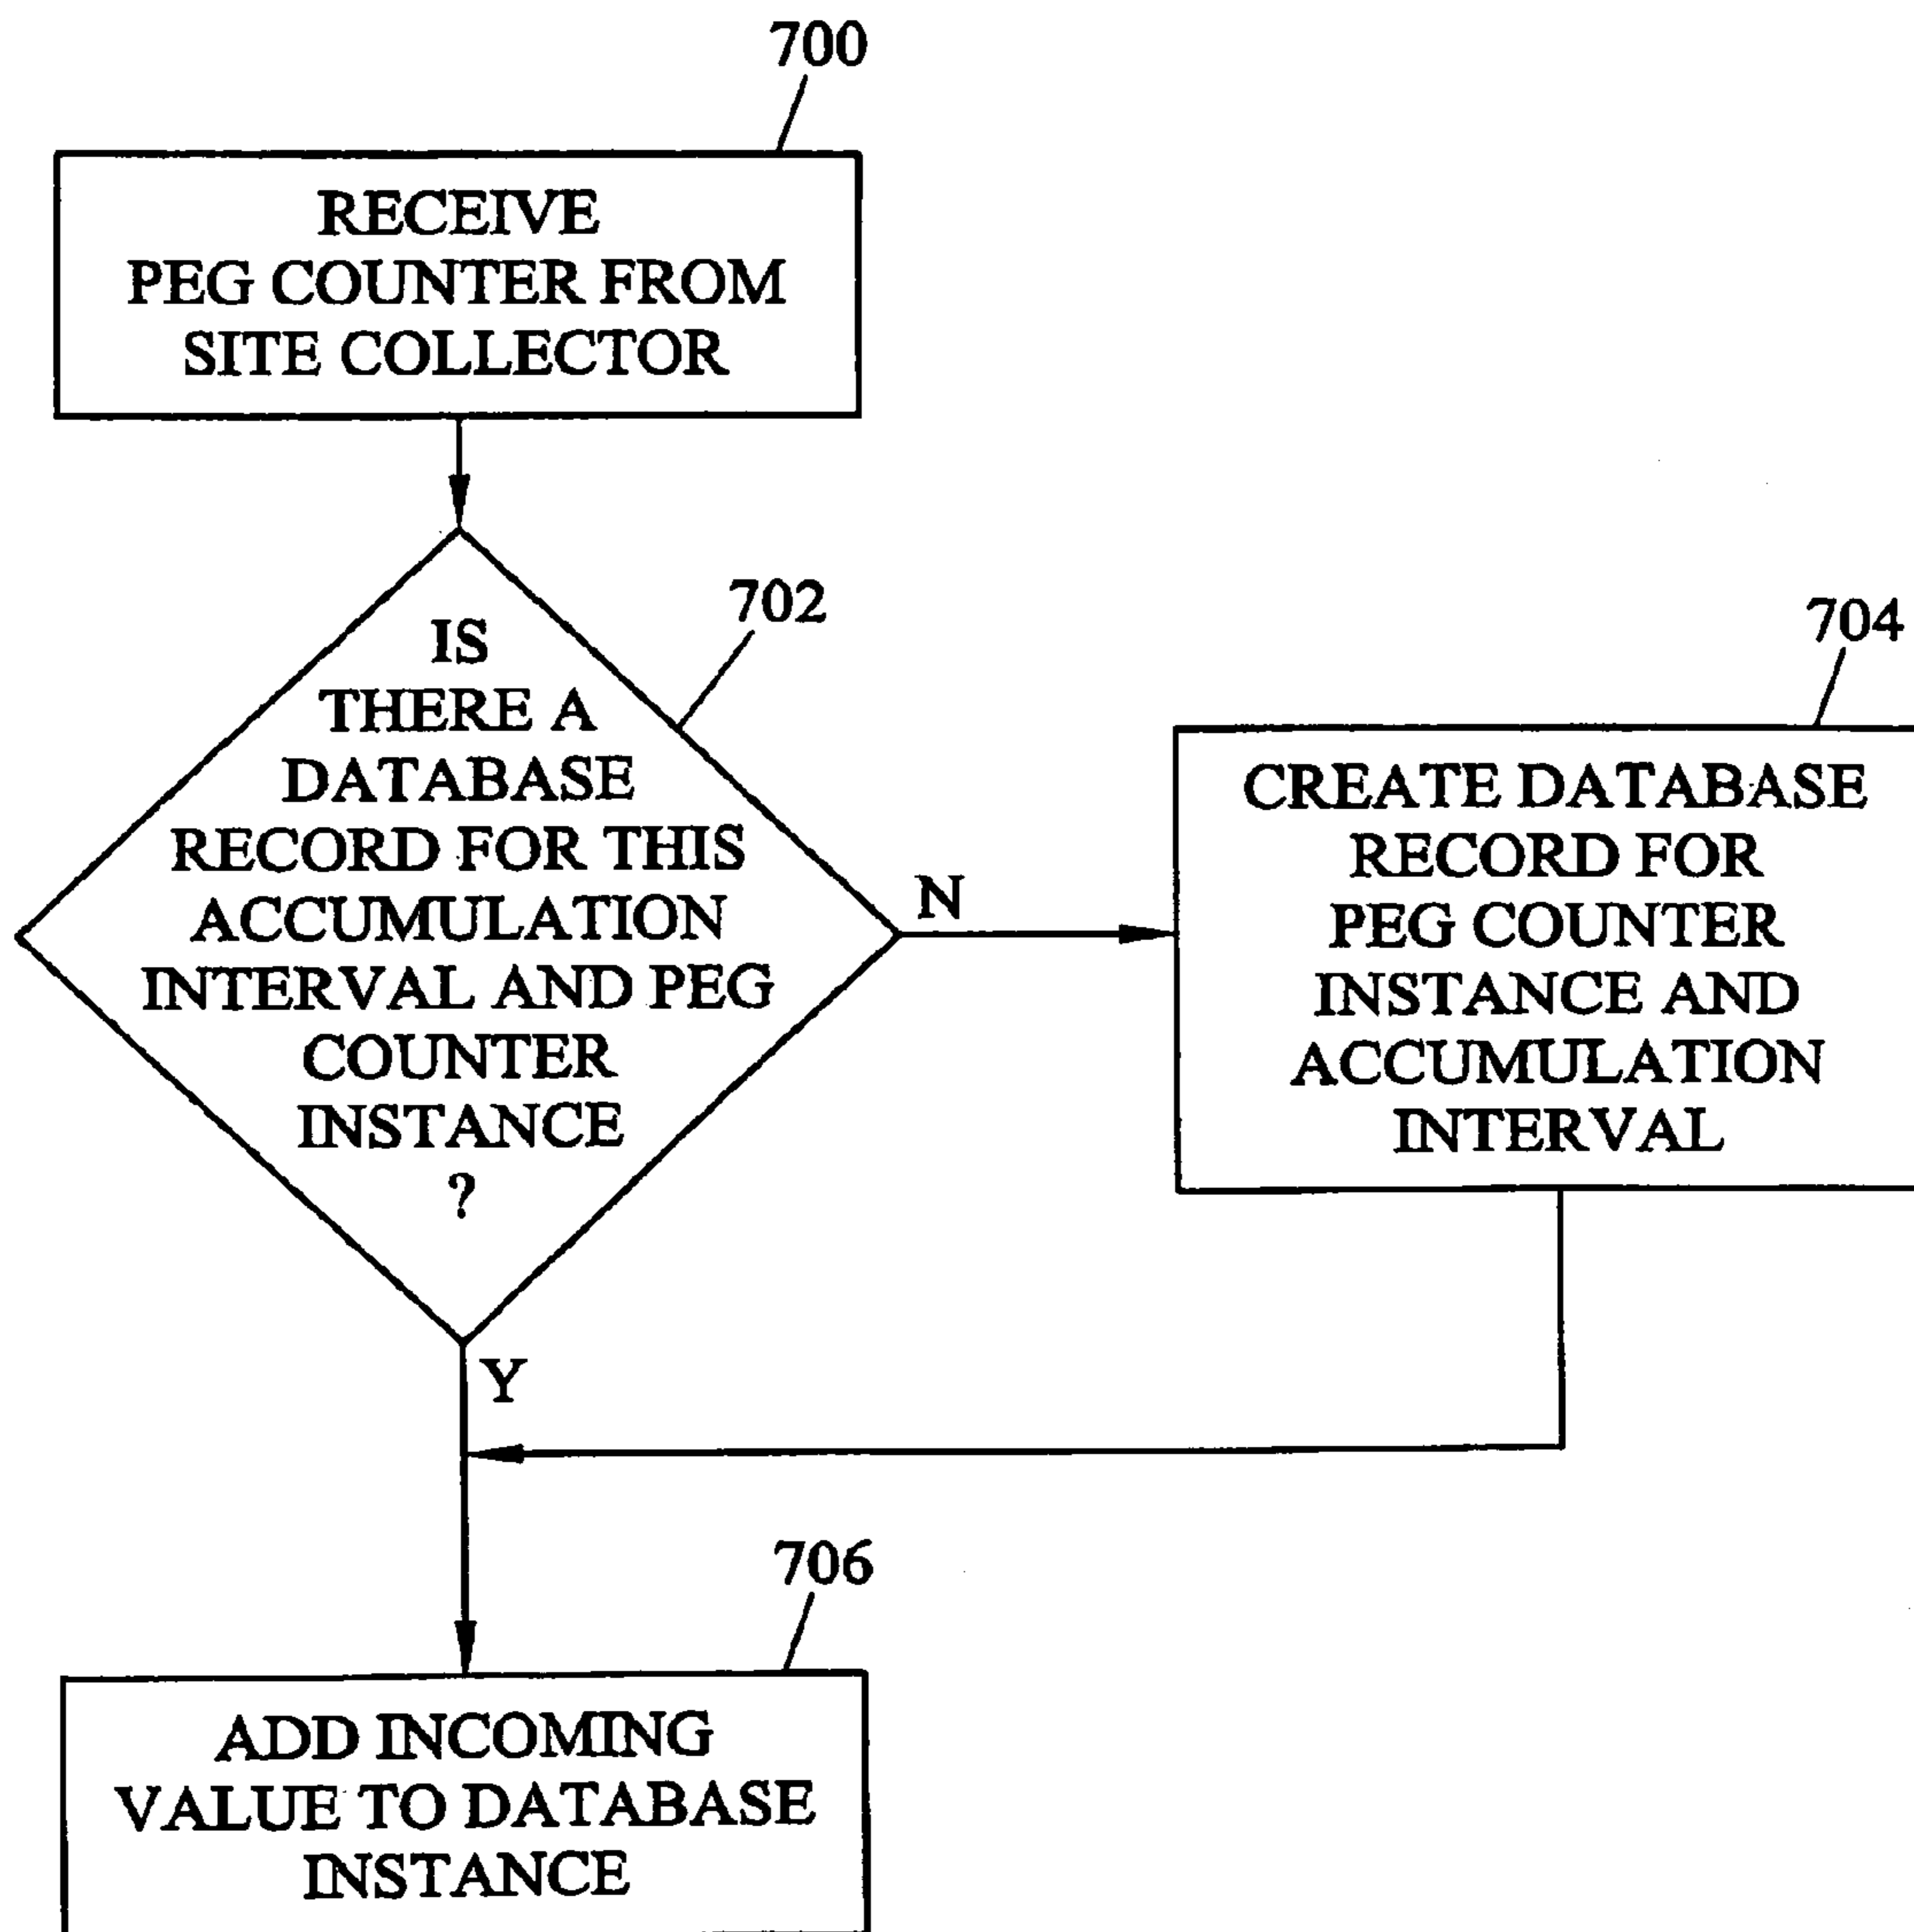 700
RECEIVE
PEG COUNTER FROM
SITE COLLECTOR
702
IS
THERE A
DATABASE
RECORD FOR THIS
ACCUMULATION
INTERVAL AND PEG
COUNTER
INSTANCE
?
N
704
CREATE DATABASE
RECORD FOR
PEG COUNTER
INSTANCE AND
ACCUMULATION
INTERVAL
Y
706
ADD INCOMING
VALUE TO DATABASE
INSTANCE